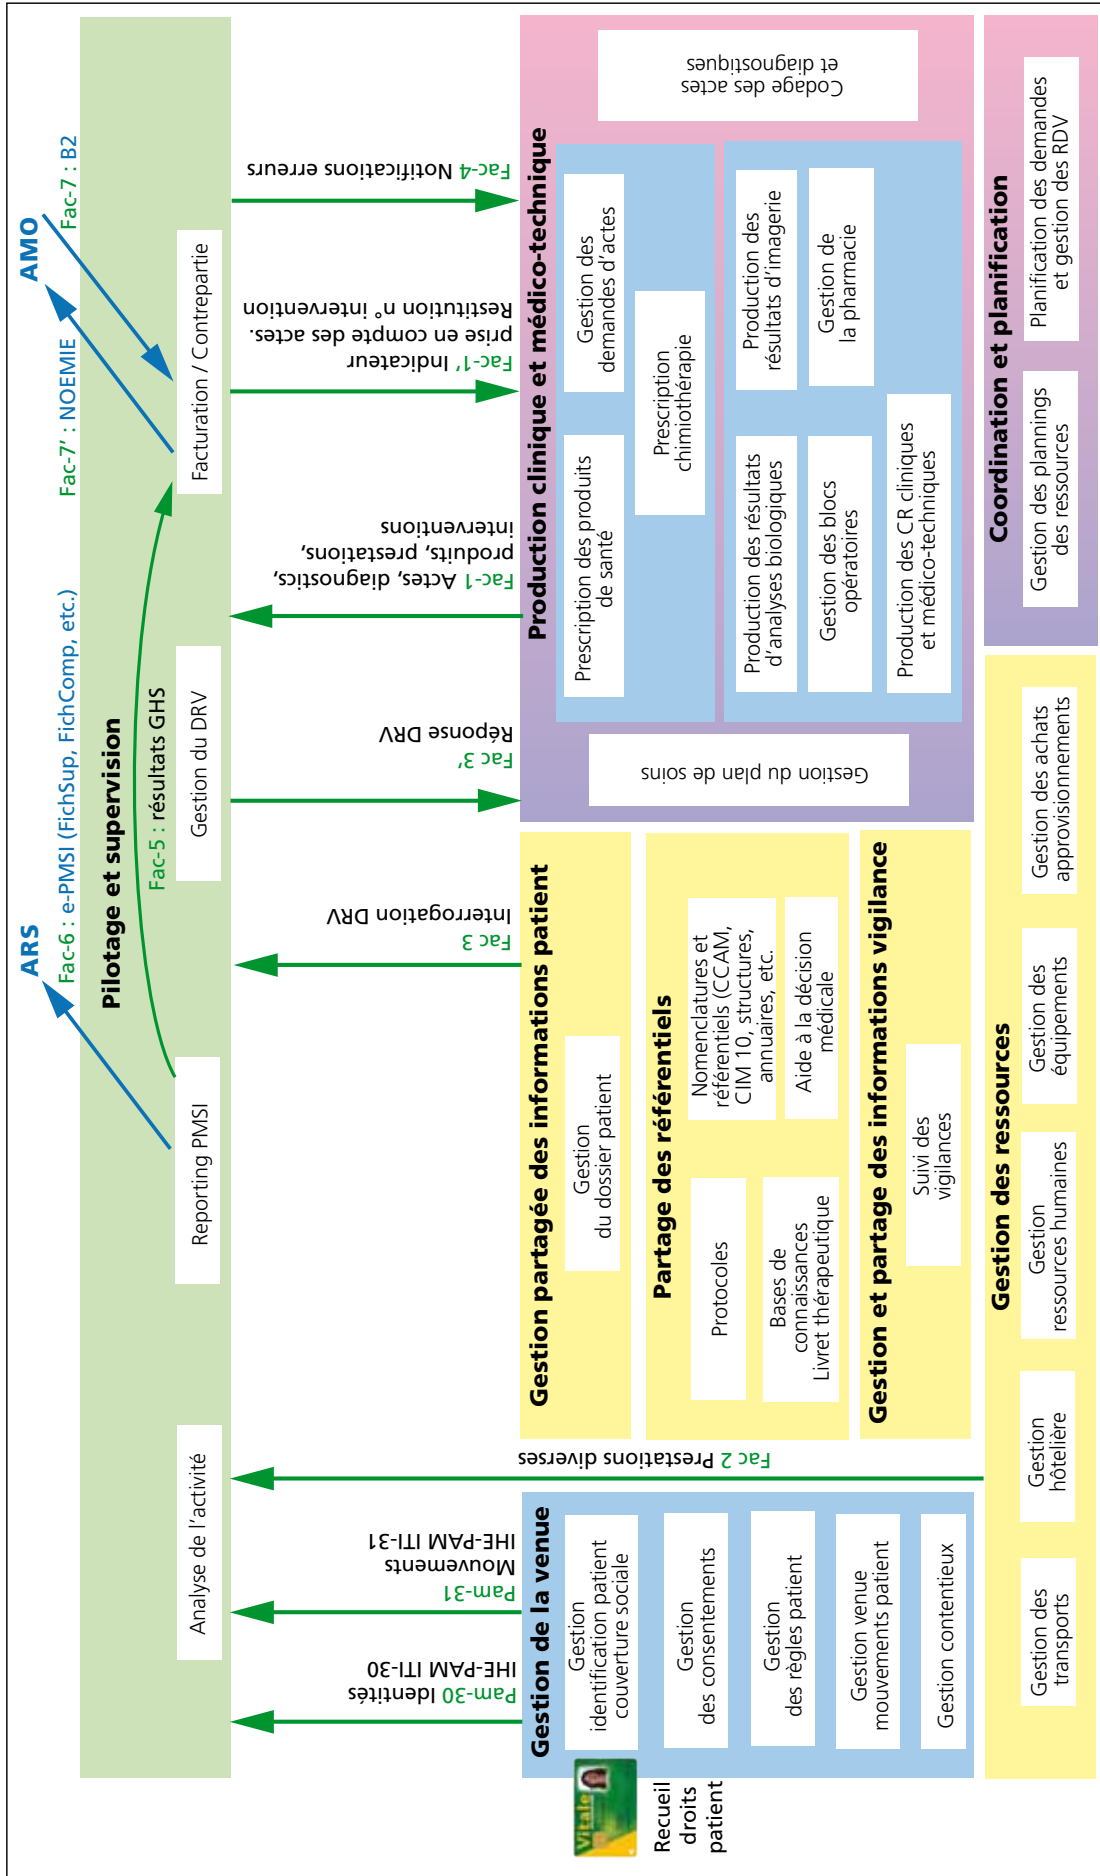 ARS
Fac-6 : e-PMSI (FichSup, FichComp, etc.)
Fac-7' : NOEMIE
AMO
Fac-7 : B2
Pilotage et supervision
Fac-5 : résultats GHS
Analyse de l'activité
Reporting PMSI
Gestion du DRV
Facturation / Contrepartie
Pam-30 Identités
IHE-PAM ITI-30
Pam-31
Mouvements
IHE-PAM ITI-31
Fac 2 Prestations diverses
Fac 3
Interrogation DRV
Fac 3'
Réponse DRV
Fac-1 Actes, diagnostics,
produits, prestations,
interventions
Fac-1' Indicateur
prise en compte des actes.
Restitution n° intervention
Fac-4 Notifications erreurs
Vitale
Recueil
droits
patient
Gestion de la venue
Gestion
identification patient
couverture sociale
Gestion
des consentements
Gestion
des règles patient
Gestion venue
mouvements patient
Gestion contentieux
Gestion partagée des informations patient
Gestion
du dossier patient
Partage des référentiels
Protocoles
Nomenclatures et
référentiels (CCAM,
CIM 10, structures,
annuaires, etc.
Bases de
connaissances
Livret thérapeutique
Aide à la décision
médicale
Gestion et partage des informations vigilance
Suivi des
vigilances
Production clinique et médico-technique
Gestion du plan de soins
Prescription des produits
de santé
Gestion des
demandes d'actes
Prescription
chimiothérapie
Production des résultats
d'analyses biologiques
Production des
résultats d'imagerie
Gestion des blocs
opératoires
Gestion de
la pharmacie
Production des CR cliniques
et médico-techniques
Codage des actes
et diagnostiques
Gestion des ressources
Gestion des
transports
Gestion
hôtelière
Gestion
ressources humaines
Gestion des
équipements
Gestion des achats
approvisionnements
Coordination et planification
Gestion des plannings
des ressources
Planification des demandes
et gestion des RDV